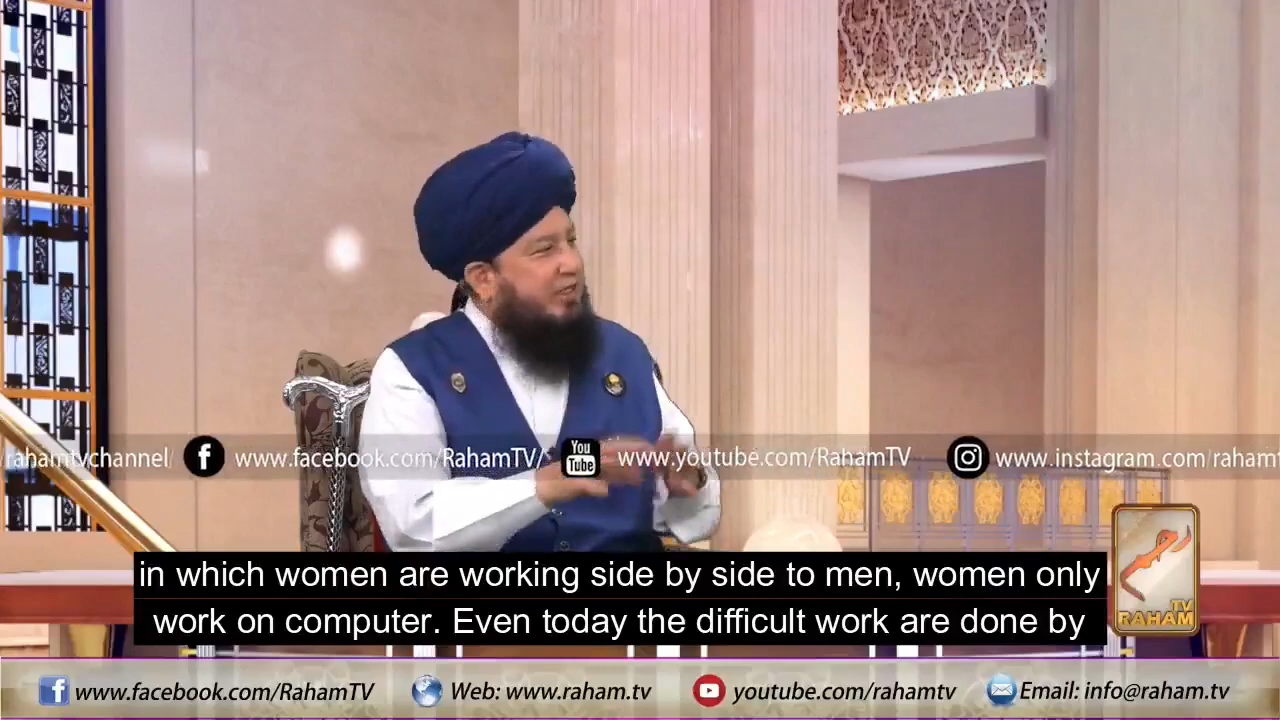 rahamtvchannel/ www.facebook.com/RahamTV/ You Tube www.youtube.com/RahamTV www.instagram.com/rahamt
in which women are working side by side to men, women only
work on computer. Even today the difficult work are done by
رحم
TV
RAHAM
www.facebook.com/RahamTV Web: www.raham.tv youtube.com/rahamtv Email: info@raham.tv